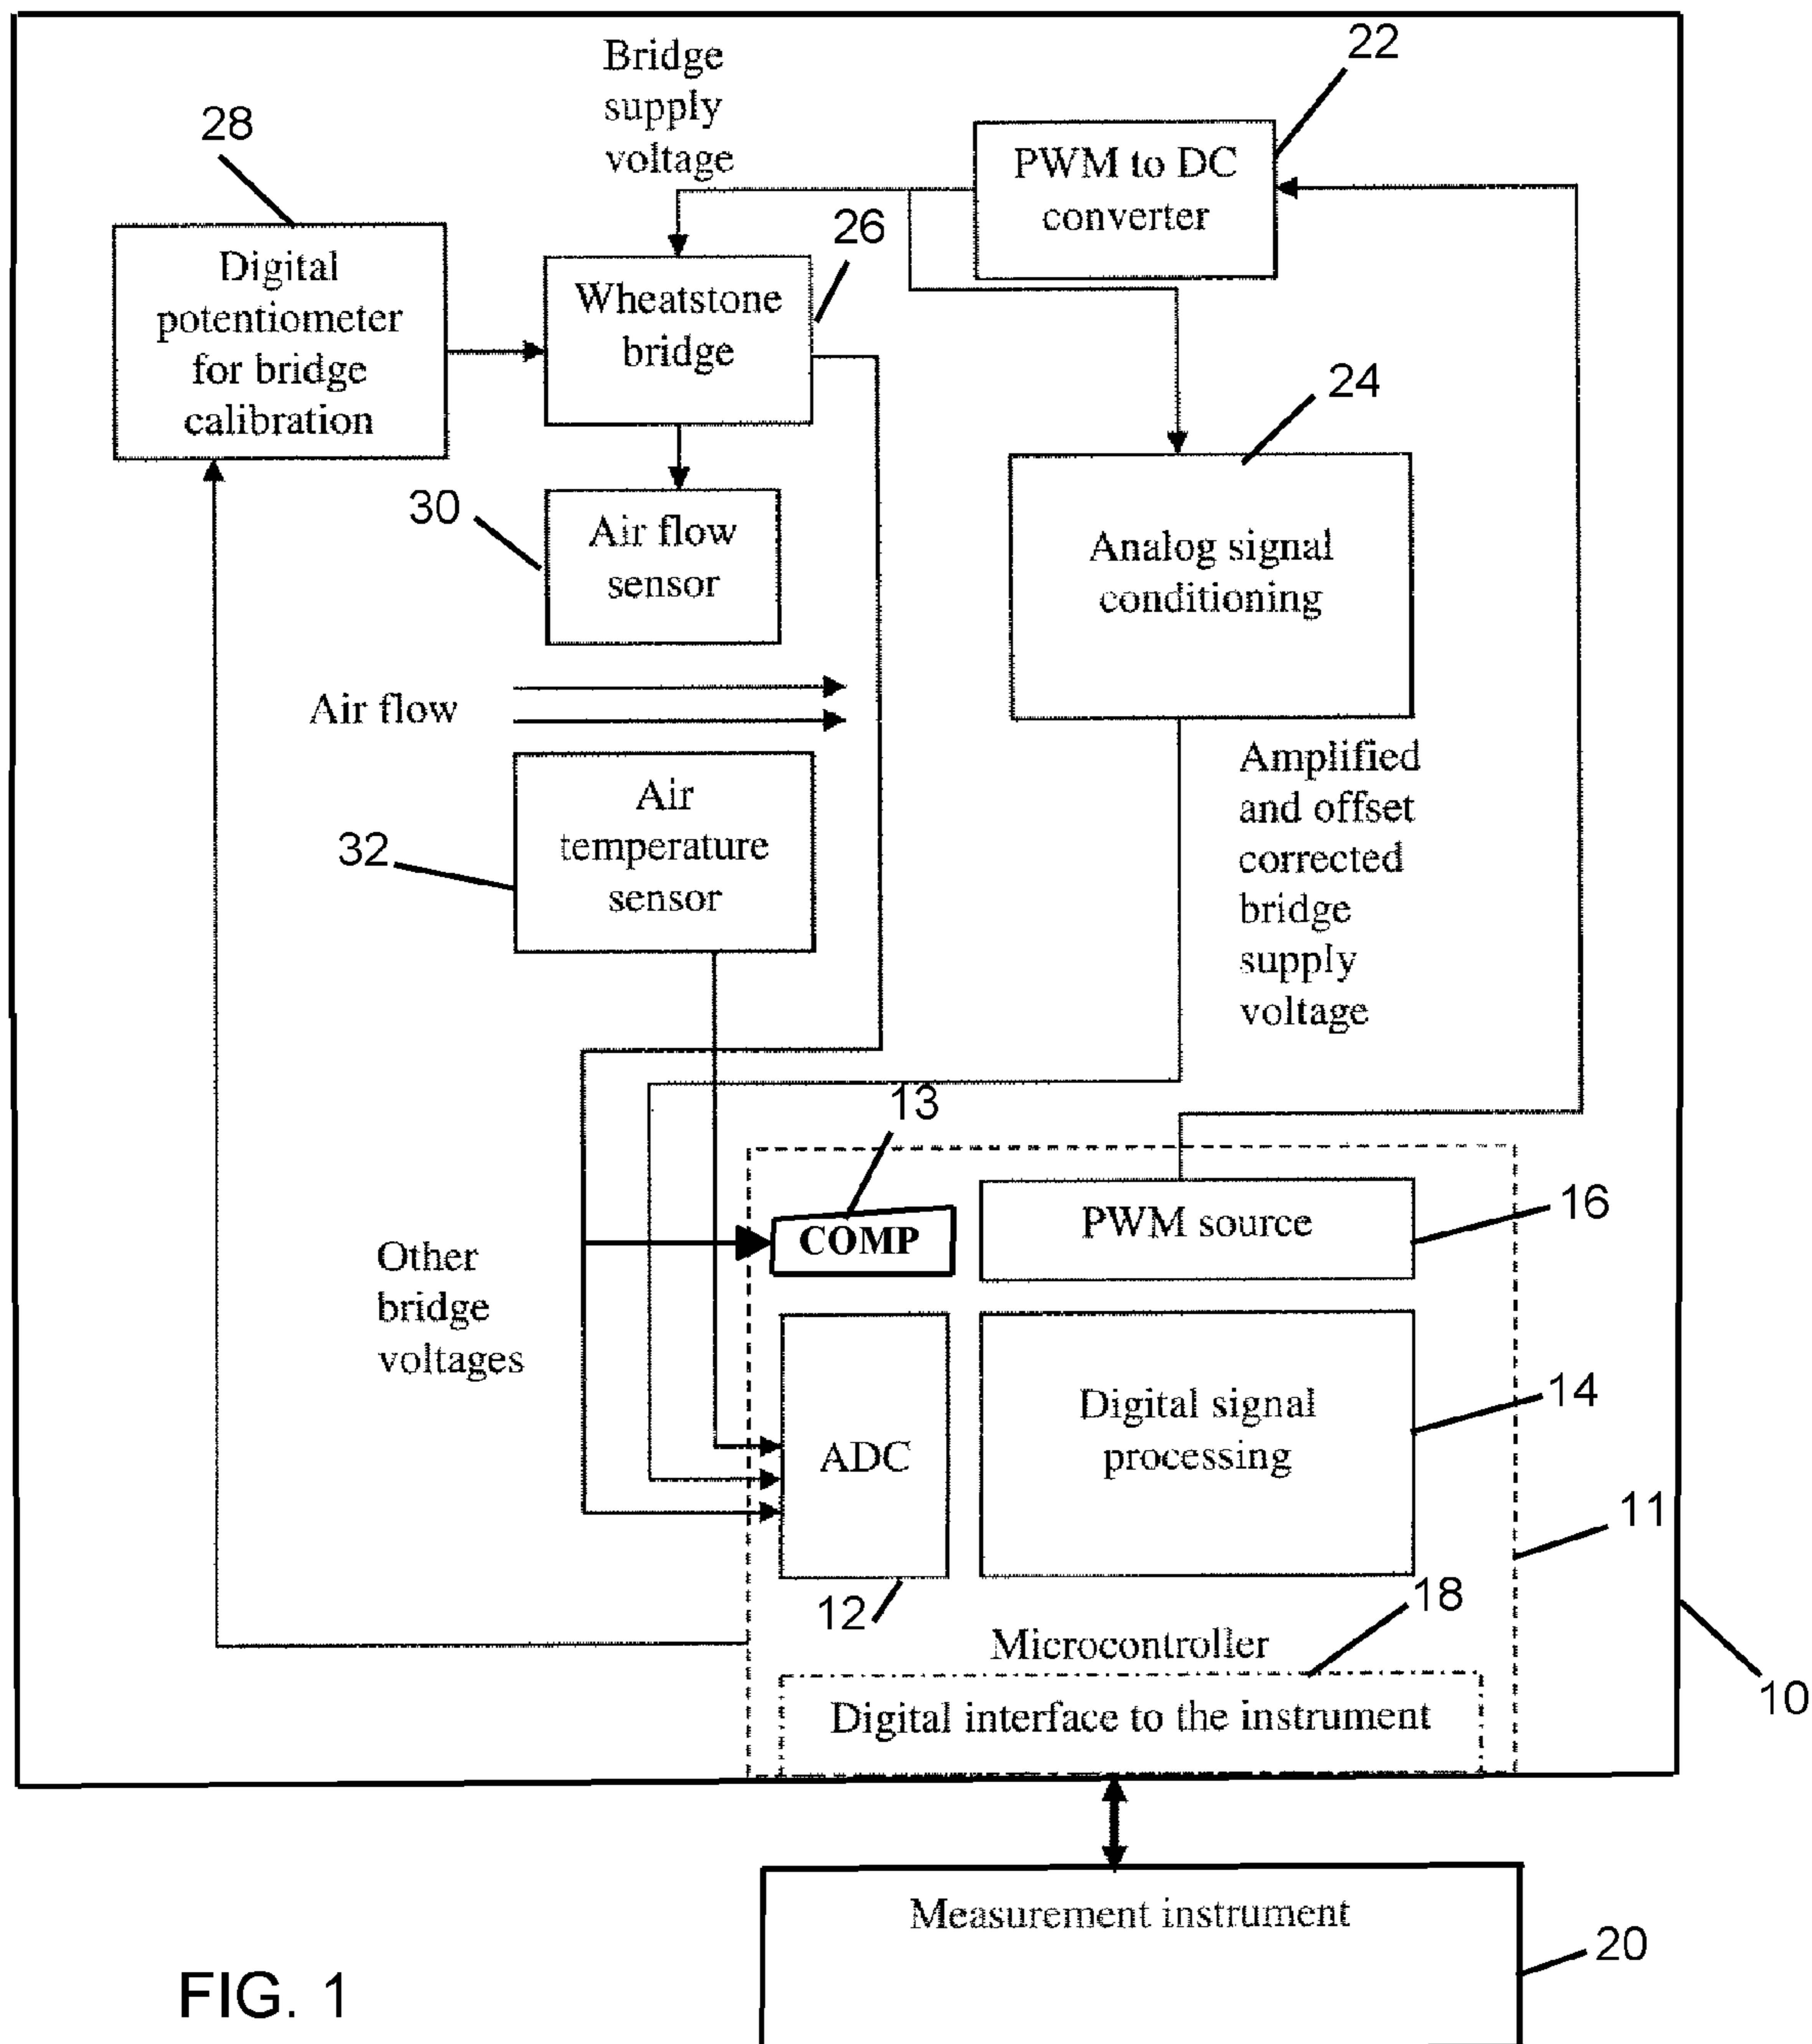 22
Bridge
supply
voltage
PWM to DC
converter
28
26
Digital
potentiometer
for bridge
calibration
Wheatstone
bridge
24
30
Air flow
sensor
Analog signal
conditioning
Air flow
Amplified
and offset
corrected
bridge
supply
voltage
32
Air
temperature
sensor
13
COMP
PWM source
16
Other
bridge
voltages
ADC
Digital signal
processing
14
11
12
18
Microcontroller
10
Digital interface to the instrument
Measurement instrument
20
FIG. 1